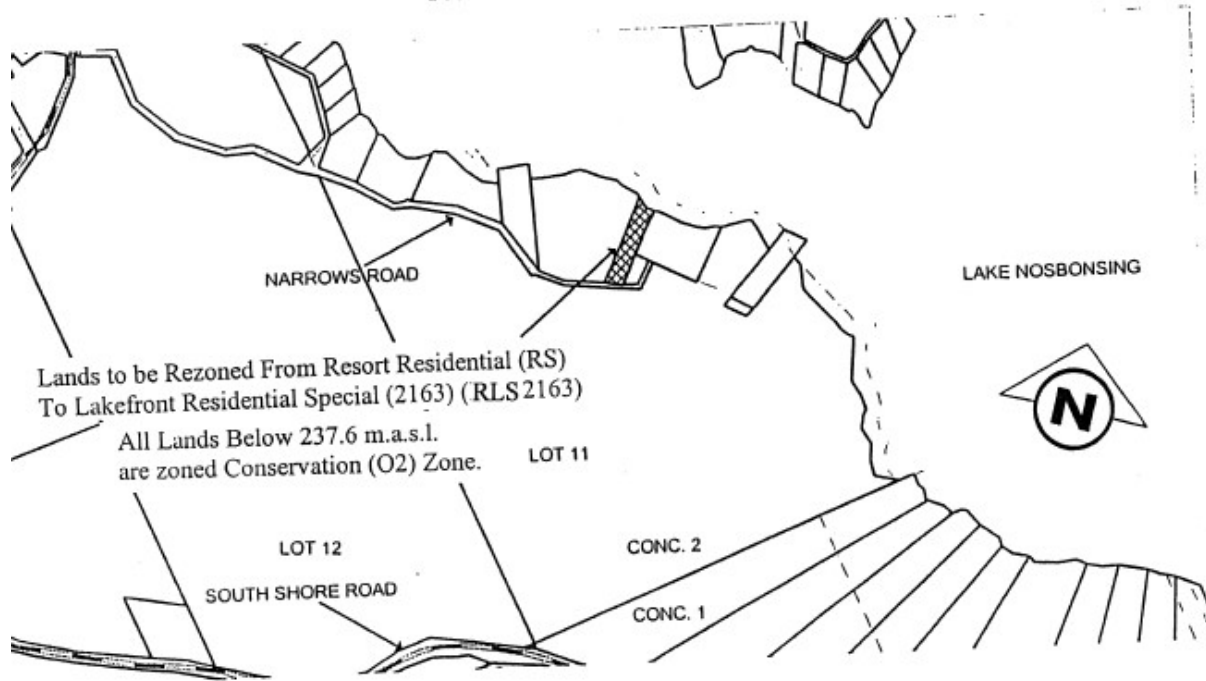 NARROWS ROAD
LAKE NOSBONSING
Lands to be Rezoned From Resort Residential (RS)
To Lakefront Residential Special (2163) (RLS 2163)
All Lands Below 237.6 m.a.s.l.
are zoned Conservation (O2) Zone.
LOT 11
N
LOT 12
CONC. 2
SOUTH SHORE ROAD
CONC. 1